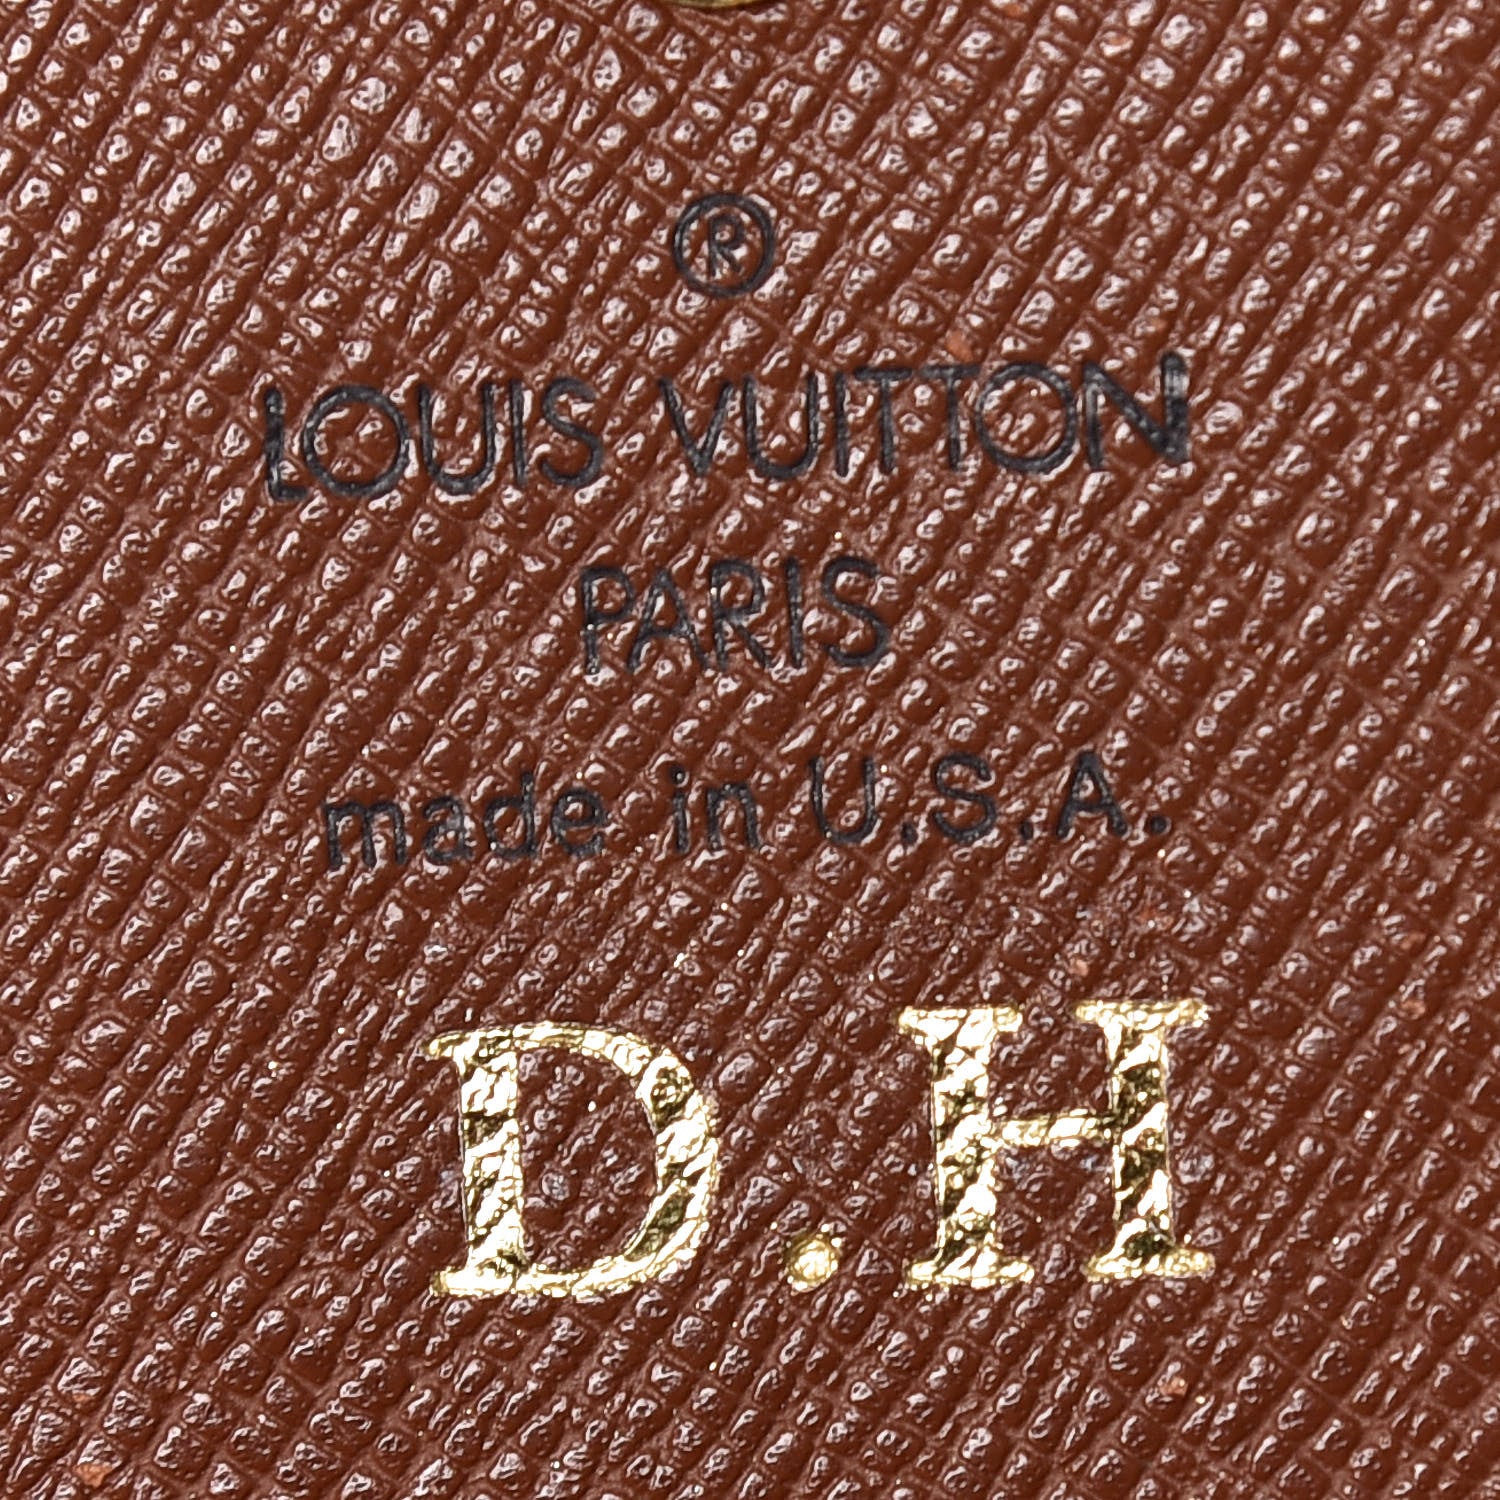 ®
LOUIS VUITTON
PARIS
made in U.S.A.
D.H